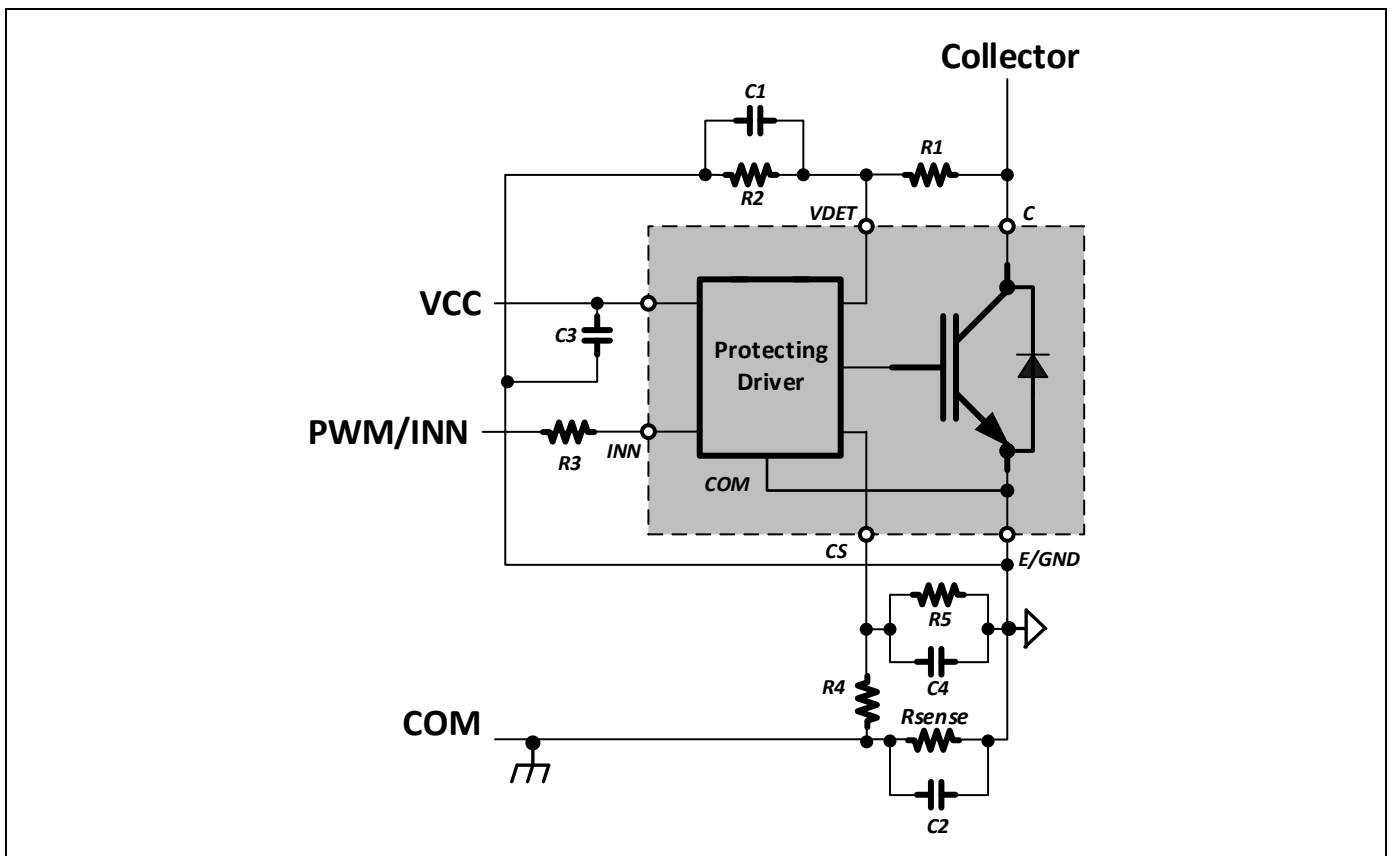 Collector
C1
R1
R2
VDET
C
VCC
C3
Protecting
Driver
PWM/INN
R3
INN
COM
CS
E/GND
R5
C4
R4
Rsense
COM
C2